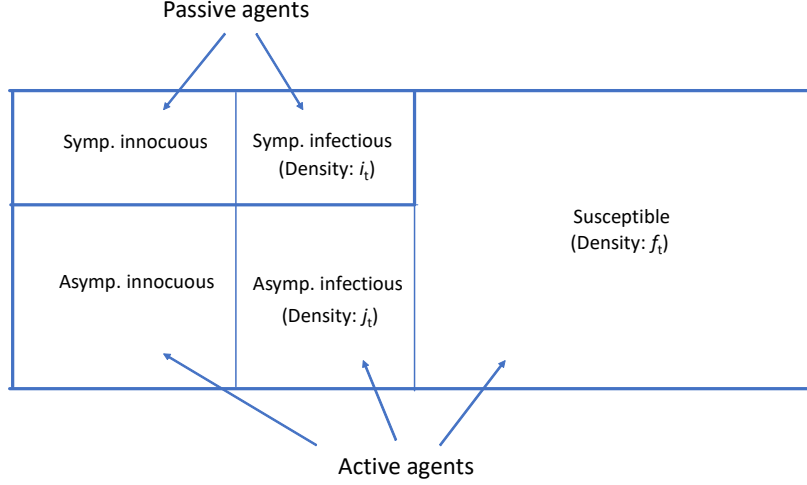 Passive agents
Symp. innocuous
Symp. infectious
(Density: iₜ)
Susceptible
(Density: fₜ)
Asymp. innocuous
Asymp. infectious
(Density: jₜ)
Active agents